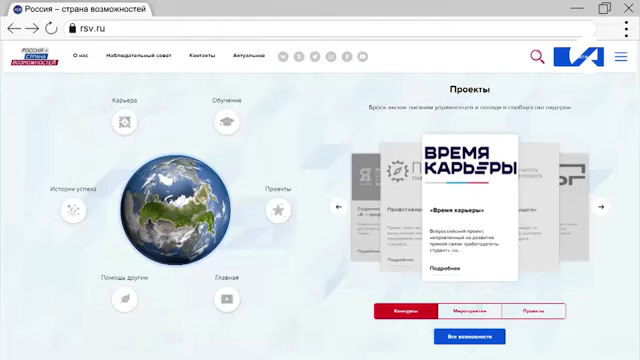 Россия – страна возможностей
rsv.ru
РОССИЯ –
СТРАНА
ВОЗМОЖНОСТЕЙ
О нас
Наблюдательный совет
Контакты
Актуальное
Карьера
Обучение
Истории успеха
Проекты
Помощь другим
Главная
Проекты
ВРЕМЯ
КАРЬЕРЫ
«Время карьеры»
Всероссийский проект,
направленный на развитие
прямой связи «работодатель-
студент», со..
Подробнее
Подробнее
Конкурсы
Мероприятия
Проекты
Все возможности